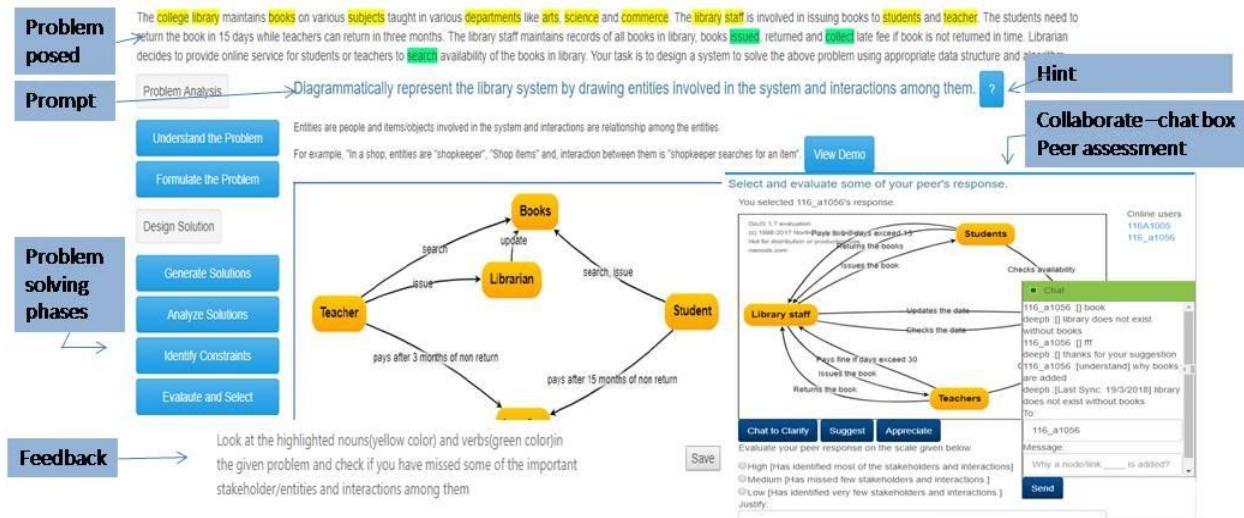 Problem posed
The college library maintains books on various subjects taught in various departments like arts, science and commerce. The library staff is involved in issuing books to students and teacher. The students need to
return the book in 15 days while teachers can return in three months. The library staff maintains records of all books in library, books issued, returned and collect late fee if book is not returned in time. Librarian
decides to provide online service for students or teachers to search availability of the books in library. Your task is to design a system to solve the above problem using appropriate data structure and algorithm.
Prompt
Problem Analysis
Diagrammatically represent the library system by drawing entities involved in the system and interactions among them.
?
Hint
Understand the Problem
Formulate the Problem
Design Solution
Generate Solutions
Analyze Solutions
Identify Constraints
Evalaute and Select
Problem
solving
phases
Entities are people and items/objects involved in the system and interactions are relationship among the entities
For example, "In a shop, entities are "shopkeeper", "Shop items" and, interaction between them is "shopkeeper searches for an item".
View Demo
Collaborate–chat box
Peer assessment
Books
search
update
issue
Librarian
search, issue
Teacher
Student
pays after 3 months of non return
pays after 15 months of non return
Select and evaluate some of your peer's response.
You selected 116_a1056's response
GoJS 1.7 evaluation
(c) 1998-2017
Not for distribution or
nwoods.com
Pays fine if days exceed 15
Returns the books
Issues the book
Students
Checks availability
Library staff
Updates the date
Checks the date
Pays fine if days exceed 30
Issues the book
Returns the book
Teachers
Online users
116A1005
116_a1056
Chat
116_a1056 :[] book
deepti :[] library does not exist
without books
116_a1056 :[] fff
deepti :[] thanks for your suggestion
116_a1056 :[understand] why books
are added
deepti :[Last Sync: 19/3/2018] library
does not exist without books
To:
116_a1056
Message:
Why a node/link ____ is added?
Send
Chat to Clarify
Suggest
Appreciate
Evaluate your peer response on the scale given below
High [Has identified most of the stakeholders and interactions]
Medium [Has missed few stakeholders and interactions ]
Low [Has identified very few stakeholders and interactions.]
Justify:
Feedback
Look at the highlighted nouns(yellow color) and verbs(green color)in
the given problem and check if you have missed some of the important
stakeholder/entities and interactions among them
Save